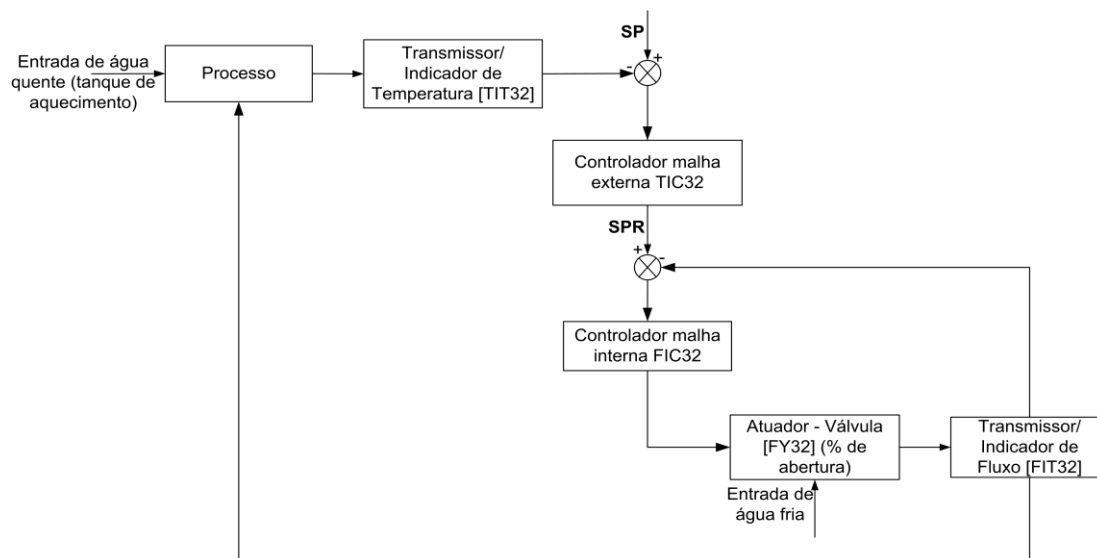 Entrada de água
quente (tanque de
aquecimento)
Processo
Transmissor/
Indicador de
Temperatura [TIT32]
SP
-
+
Controlador malha
externa TIC32
SPR
+
-
Controlador malha
interna FIC32
Atuador - Válvula
[FY32] (% de
abertura)
Transmissor/
Indicador de
Fluxo [FIT32]
Entrada de
água fria